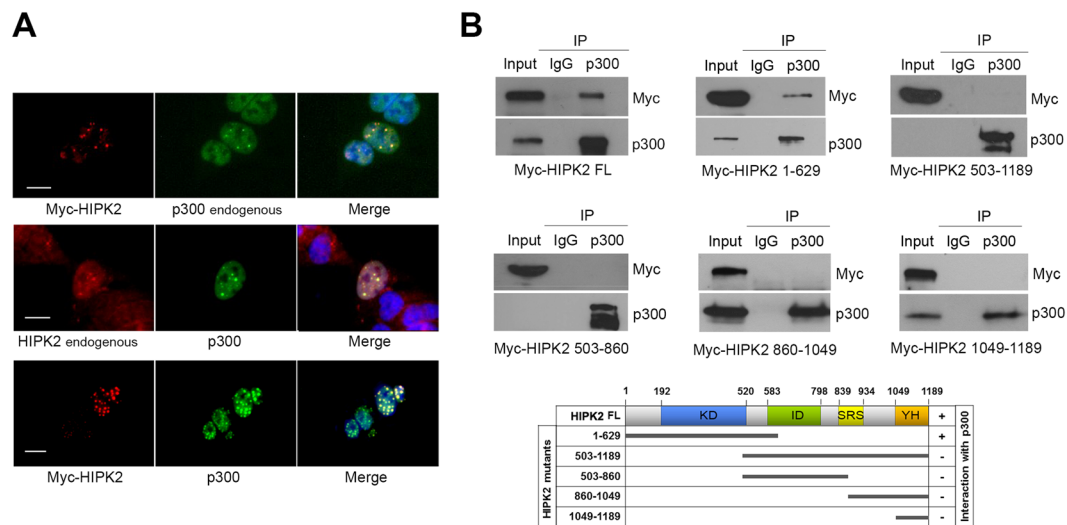 A
Myc-HIPK2 p300 endogenous Merge
HIPK2 endogenous p300 Merge
Myc-HIPK2 p300 Merge
B
IP
Input IgG p300
Myc
p300
Myc-HIPK2 FL
IP
Input IgG p300
Myc
p300
Myc-HIPK2 1-629
IP
Input IgG p300
Myc
p300
Myc-HIPK2 503-1189
IP
Input IgG p300
Myc
p300
Myc-HIPK2 503-860
IP
Input IgG p300
Myc
p300
Myc-HIPK2 860-1049
IP
Input IgG p300
Myc
p300
Myc-HIPK2 1049-1189
1 192 520 583 798 839 934 1049 1189
HIPK2 FL KD ID SRS YH +
1-629 +
503-1189 -
503-860 -
860-1049 -
1049-1189 -
HIPK2 mutants
Interaction with p300